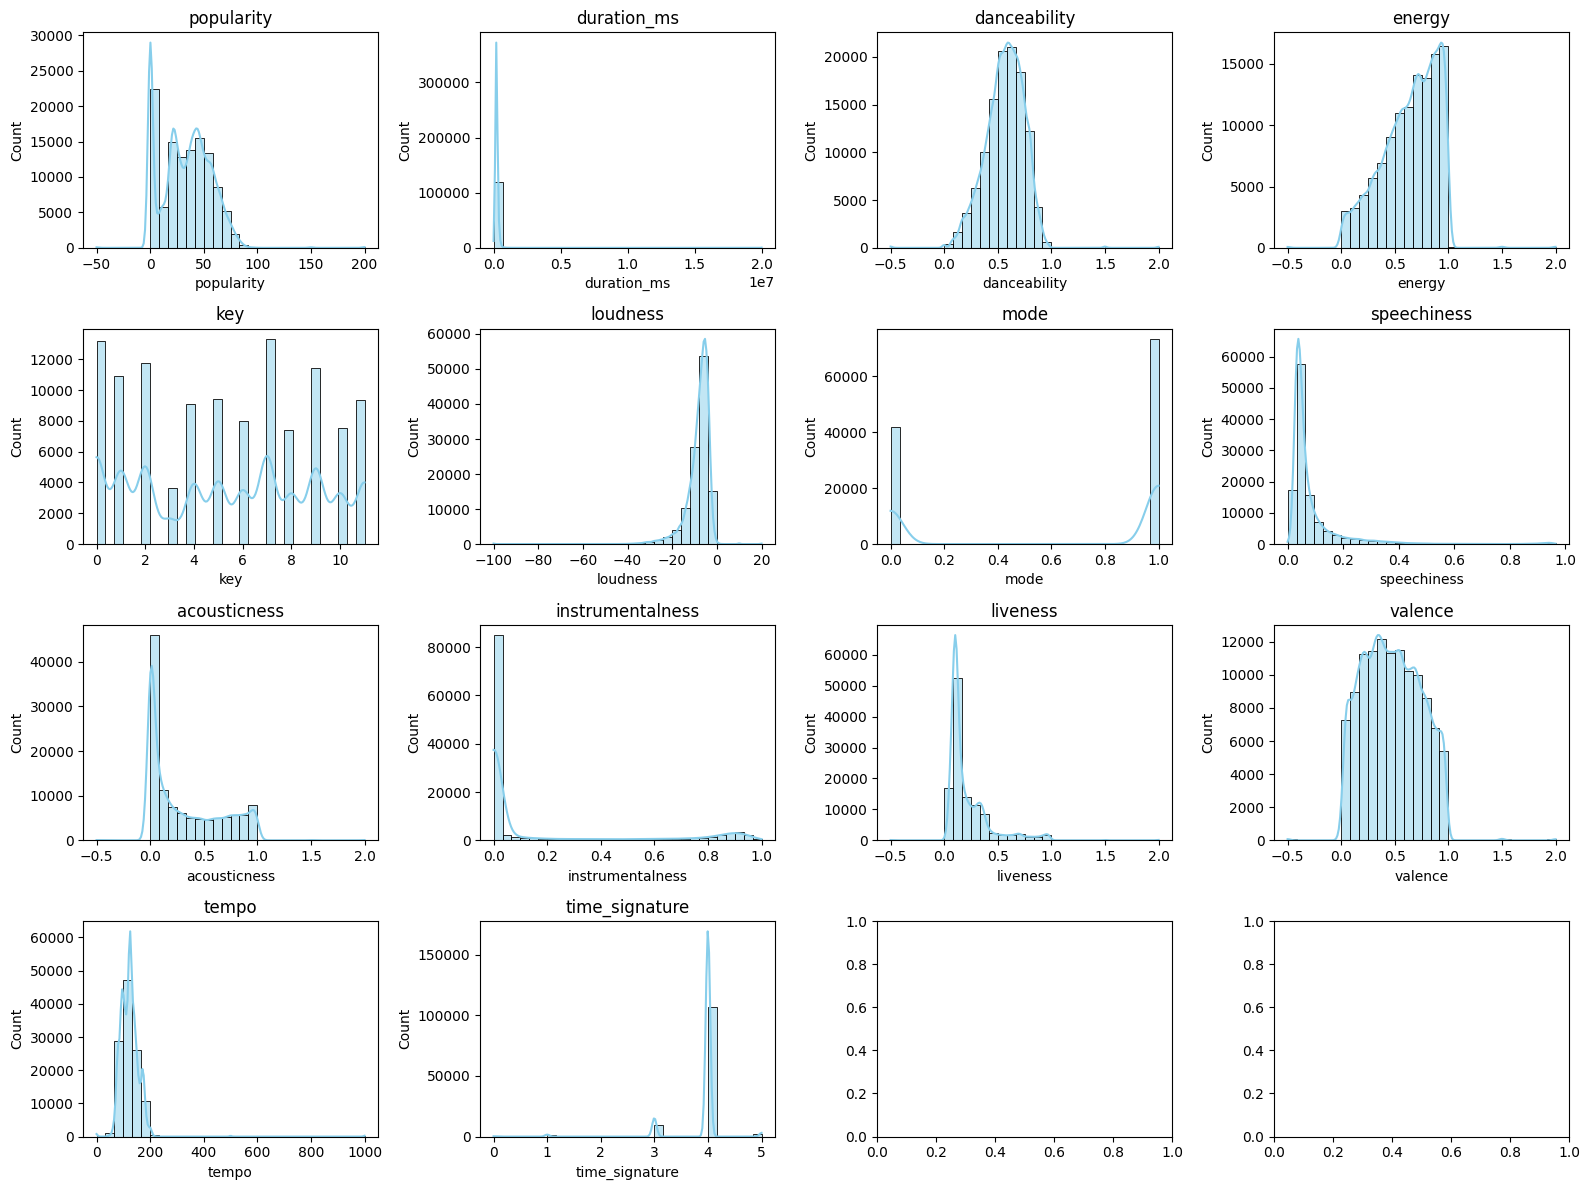 popularity
30000
25000
20000
15000
10000
5000
0
Count
−50 0 50 100 150 200
popularity
duration_ms
300000
200000
100000
0
Count
0.0 0.5 1.0 1.5 2.0
1e7
duration_ms
danceability
20000
15000
10000
5000
0
Count
−0.5 0.0 0.5 1.0 1.5 2.0
danceability
energy
15000
10000
5000
0
Count
−0.5 0.0 0.5 1.0 1.5 2.0
energy
key
12000
10000
8000
6000
4000
2000
0
Count
0 2 4 6 8 10
key
loudness
60000
50000
40000
30000
20000
10000
0
Count
−100 −80 −60 −40 −20 0 20
loudness
mode
60000
40000
20000
0
Count
0.0 0.2 0.4 0.6 0.8 1.0
mode
speechiness
60000
50000
40000
30000
20000
10000
0
Count
0.0 0.2 0.4 0.6 0.8 1.0
speechiness
acousticness
40000
30000
20000
10000
0
Count
−0.5 0.0 0.5 1.0 1.5 2.0
acousticness
instrumentalness
80000
60000
40000
20000
0
Count
0.0 0.2 0.4 0.6 0.8 1.0
instrumentalness
liveness
60000
50000
40000
30000
20000
10000
0
Count
−0.5 0.0 0.5 1.0 1.5 2.0
liveness
valence
12000
10000
8000
6000
4000
2000
0
Count
−0.5 0.0 0.5 1.0 1.5 2.0
valence
tempo
60000
50000
40000
30000
20000
10000
0
Count
0 200 400 600 800 1000
tempo
time_signature
150000
100000
50000
0
Count
0 1 2 3 4 5
time_signature
1.0
0.8
0.6
0.4
0.2
0.0
0.0 0.2 0.4 0.6 0.8 1.0
1.0
0.8
0.6
0.4
0.2
0.0
0.0 0.2 0.4 0.6 0.8 1.0